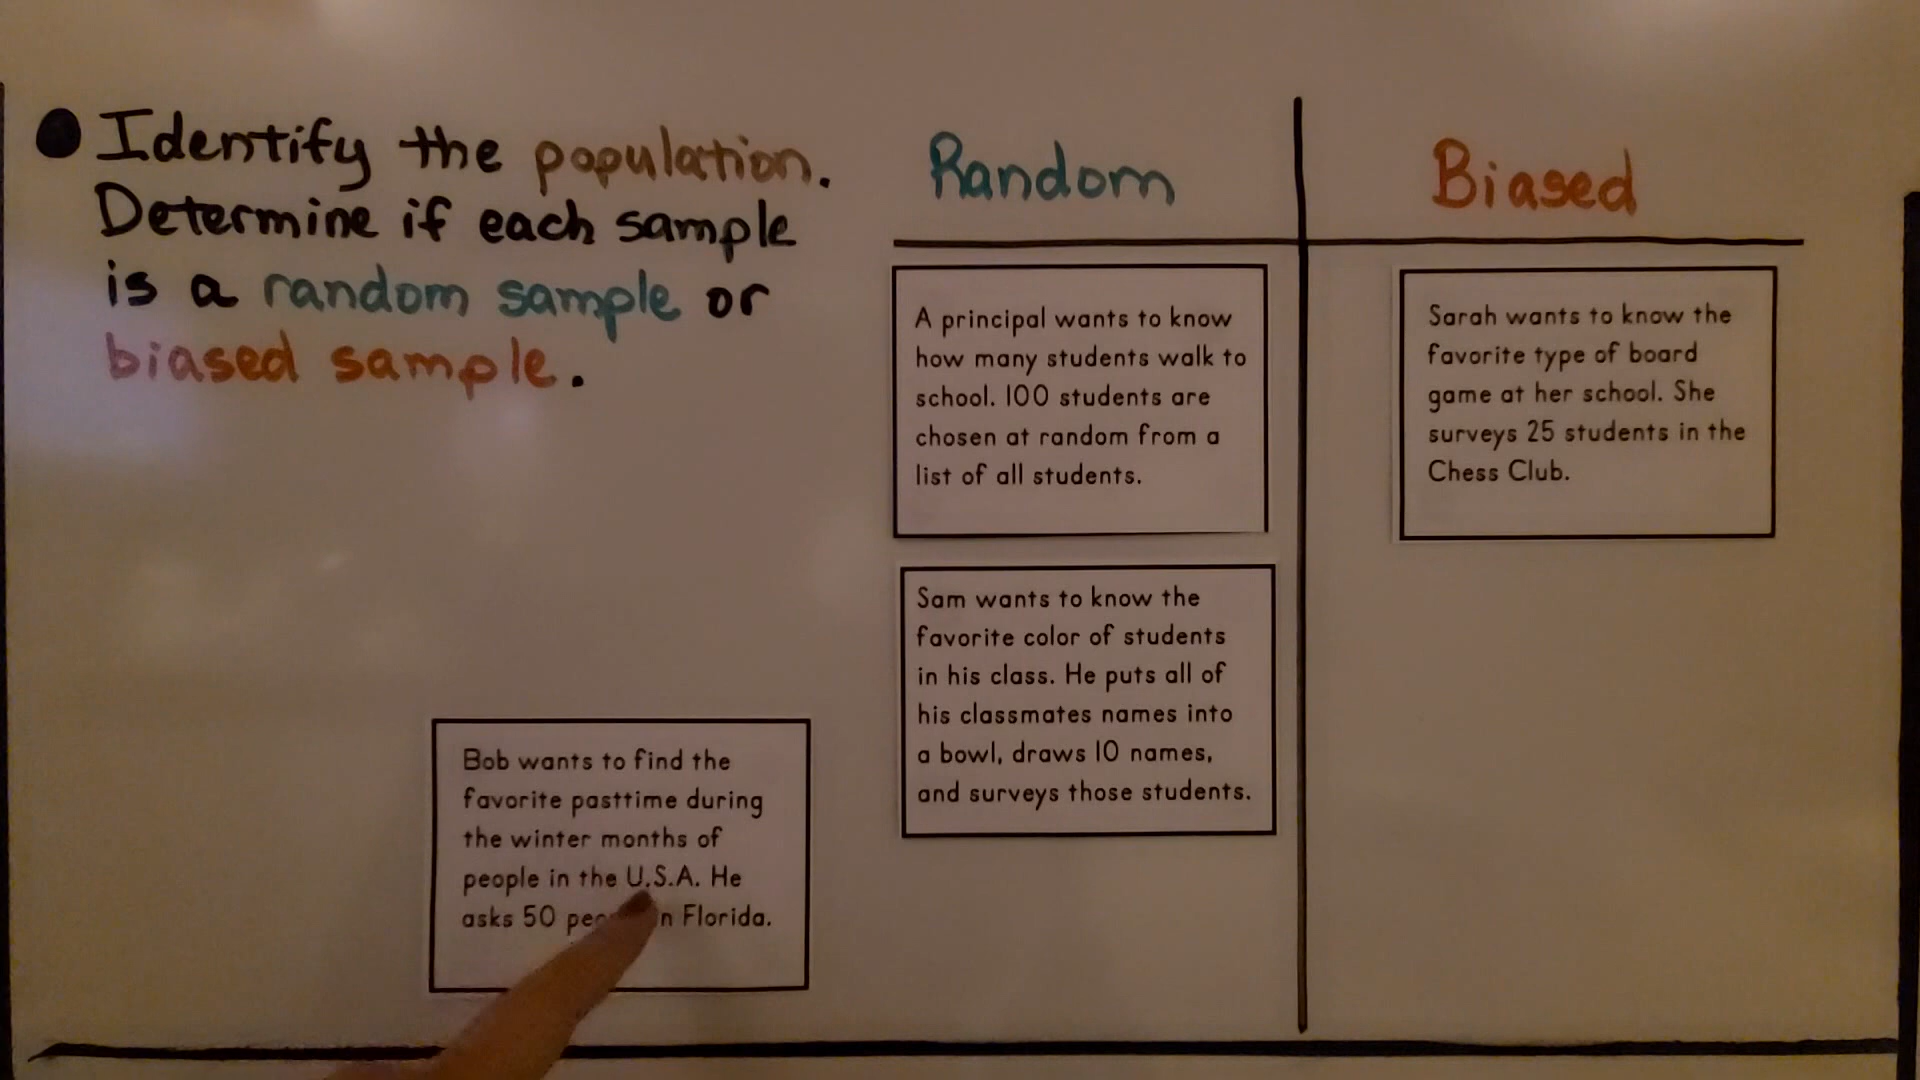 Identify the population.
Determine if each sample
is a random sample or
biased sample.
Random
Biased
A principal wants to know
how many students walk to
school. 100 students are
chosen at random from a
list of all students.
Sarah wants to know the
favorite type of board
game at her school. She
surveys 25 students in the
Chess Club.
Sam wants to know the
favorite color of students
in his class. He puts all of
his classmates names into
a bowl, draws 10 names,
and surveys those students.
Bob wants to find the
favorite pasttime during
the winter months of
people in the U.S.A. He
asks 50 Florida.